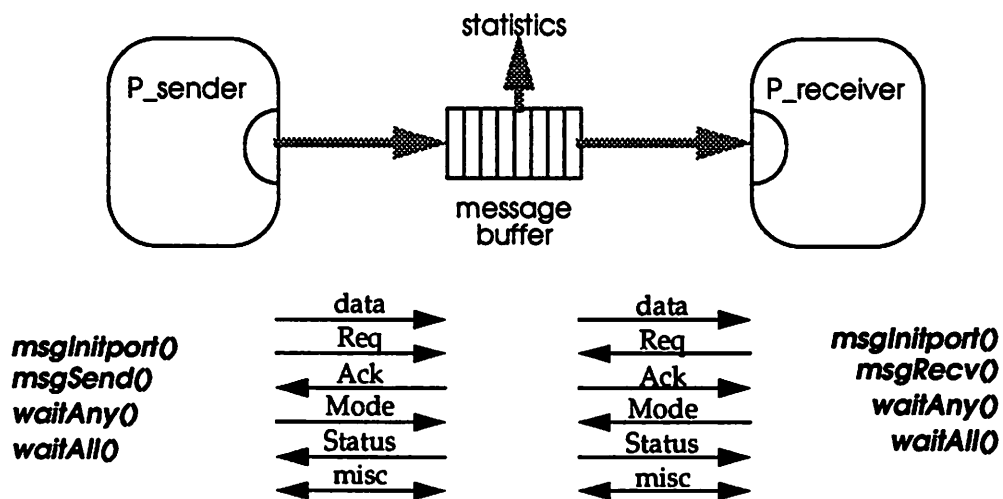 statistics
P_sender
P_receiver
message
buffer
data
Req
Ack
Mode
Status
misc
data
Req
Ack
Mode
Status
misc
msgInitport()
msgSend()
waitAny()
waitAll()
msgInitport()
msgRecv()
waitAny()
waitAll()